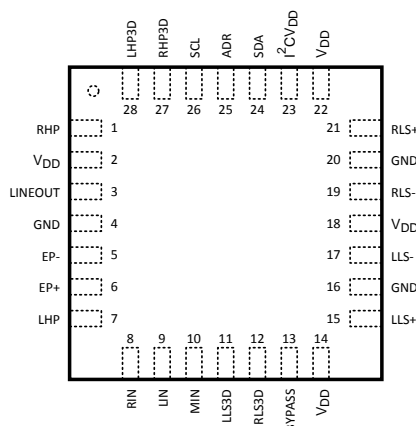 LHP3D RHP3D SCL ADR SDA I²CVDD VDD
28 27 26 25 24 23 22
RHP 1 21 RLS+
VDD 2 20 GND
LINEOUT 3 19 RLS-
GND 4 18 VDD
EP- 5 17 LLS-
EP+ 6 16 GND
LHP 7 15 LLS+
8 9 10 11 12 13 14
RIN LIN MIN LLS3D RLS3D YPASS VDD